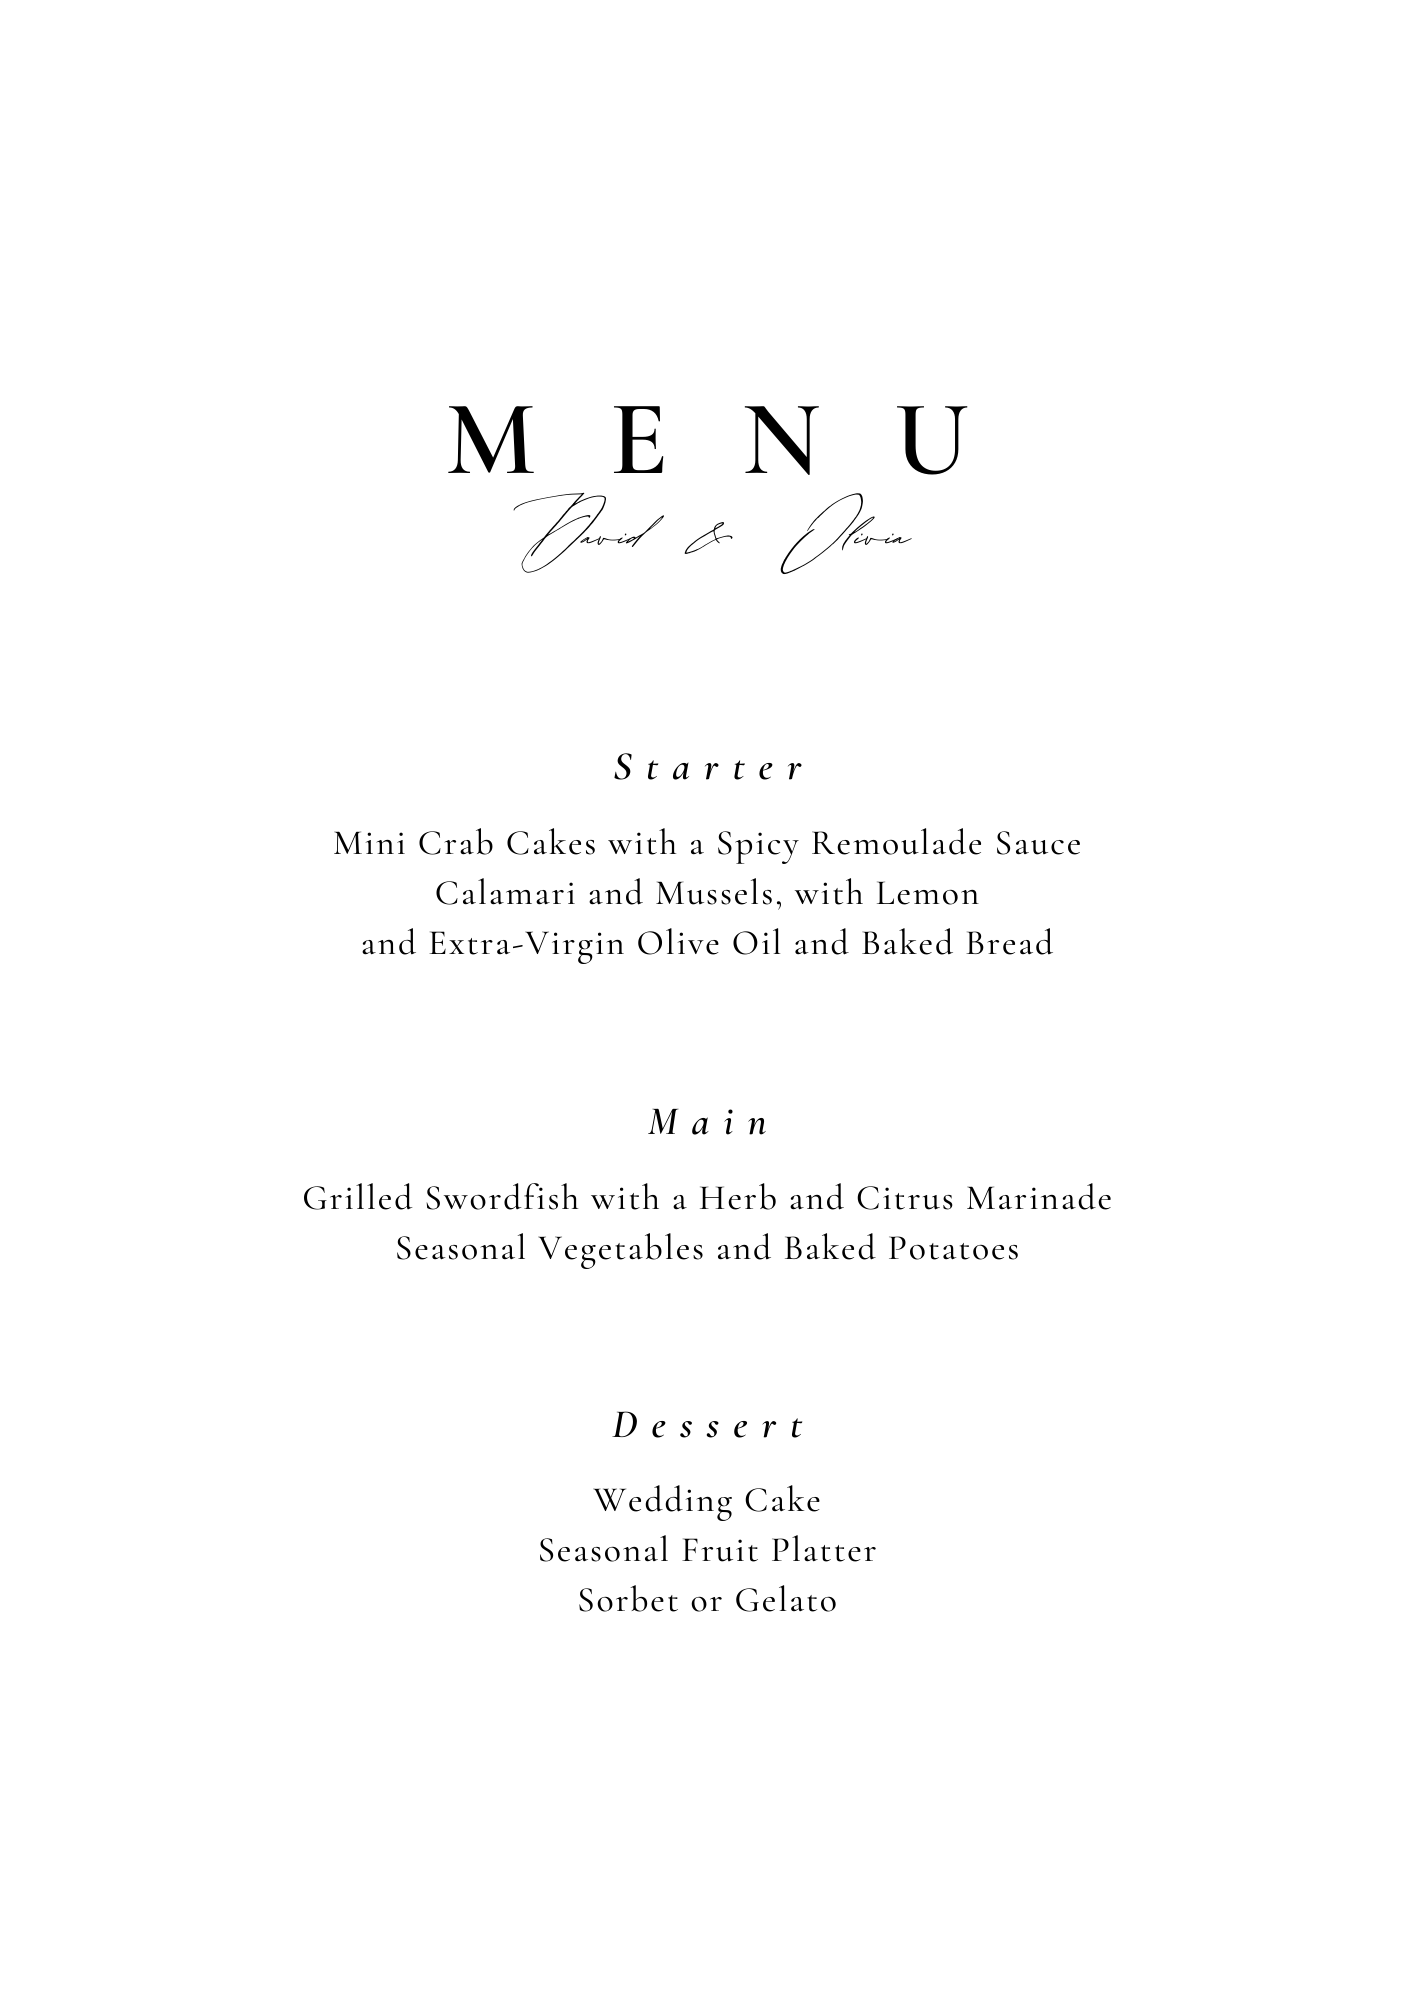 MENU
David & Olivia
Starter
Mini Crab Cakes with a Spicy Remoulade Sauce
Calamari and Mussels, with Lemon
and Extra-Virgin Olive Oil and Baked Bread
Main
Grilled Swordfish with a Herb and Citrus Marinade
Seasonal Vegetables and Baked Potatoes
Dessert
Wedding Cake
Seasonal Fruit Platter
Sorbet or Gelato